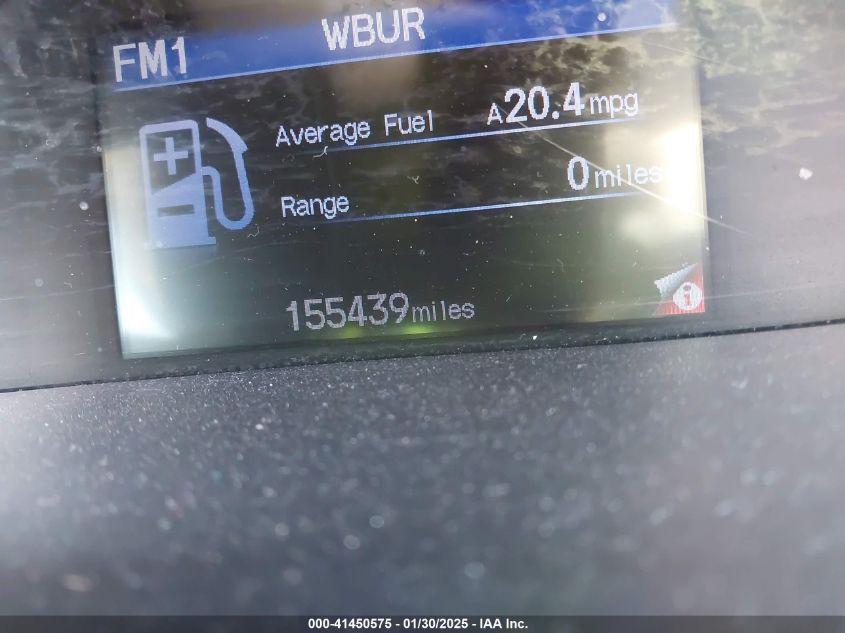 FM1 WBUR
Average Fuel A20.4mpg
Range 0miles
155439miles
i
000-41450575 - 01/30/2025 - IAA Inc.